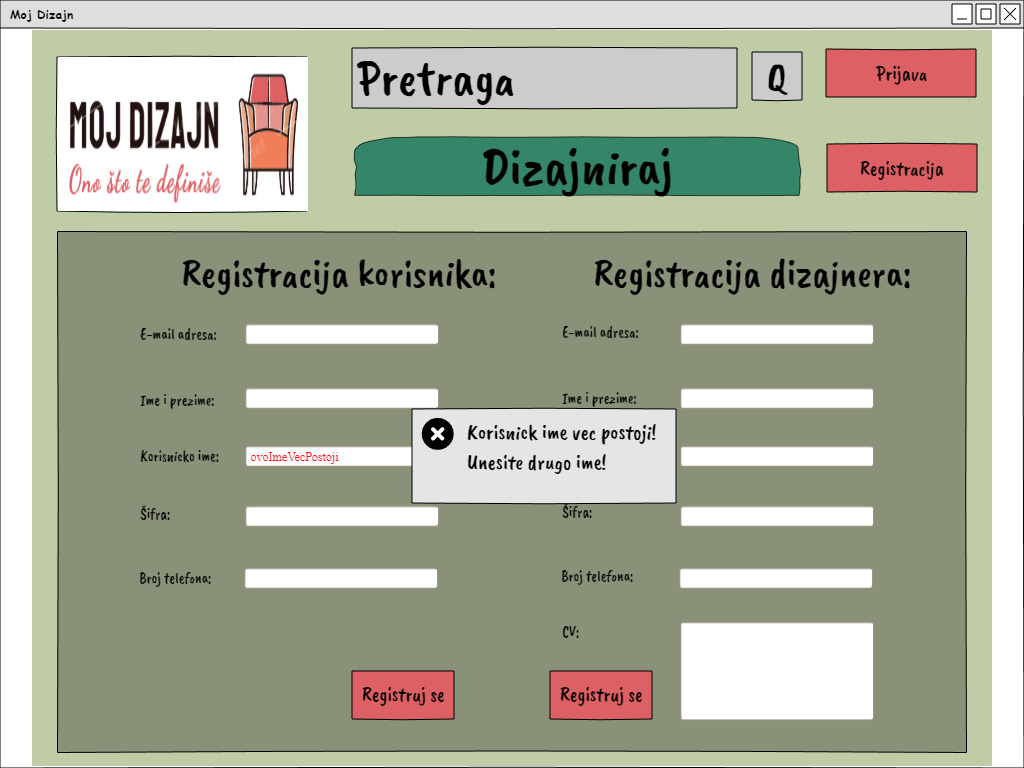 Moj Dizajn
MOJ DIZAJN
Ono što te definiše
Pretraga
Q
Prijava
Dizajniraj
Registracija
Registracija korisnika:
Registracija dizajnera:
E-mail adresa:
E-mail adresa:
Ime i prezime:
Ime i prezime:
Korisnick ime vec postoji!
Unesite drugo ime!
Korisnicko ime:
ovoImeVecPostoji
Šifra:
Šifra:
Broj telefona:
Broj telefona:
CV:
Registruj se
Registruj se